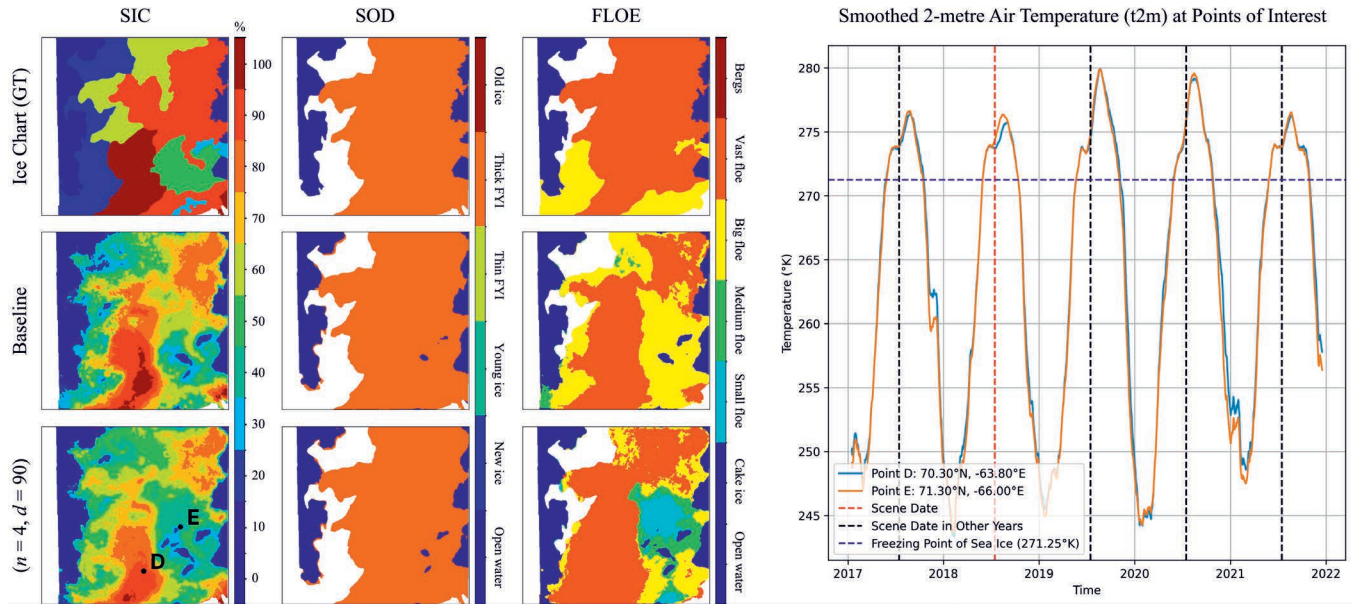 SIC
SOD
FLOE
Smoothed 2-metre Air Temperature (t2m) at Points of Interest
%
Ice Chart (GT)
Baseline
(n = 4, d = 90)
100
90
80
70
60
50
30
20
10
0
Old ice
Thick FYI
Thin FYI
Young ice
New ice
Open water
Bergs
Vast floe
Big floe
Medium floe
Small floe
Cake ice
Open water
D
E
Temperature (°K)
280
275
270
265
260
255
250
245
Point D: 70.30°N, -63.80°E
Point E: 71.30°N, -66.00°E
Scene Date
Scene Date in Other Years
Freezing Point of Sea Ice (271.25°K)
2017
2018
2019
2020
2021
2022
Time